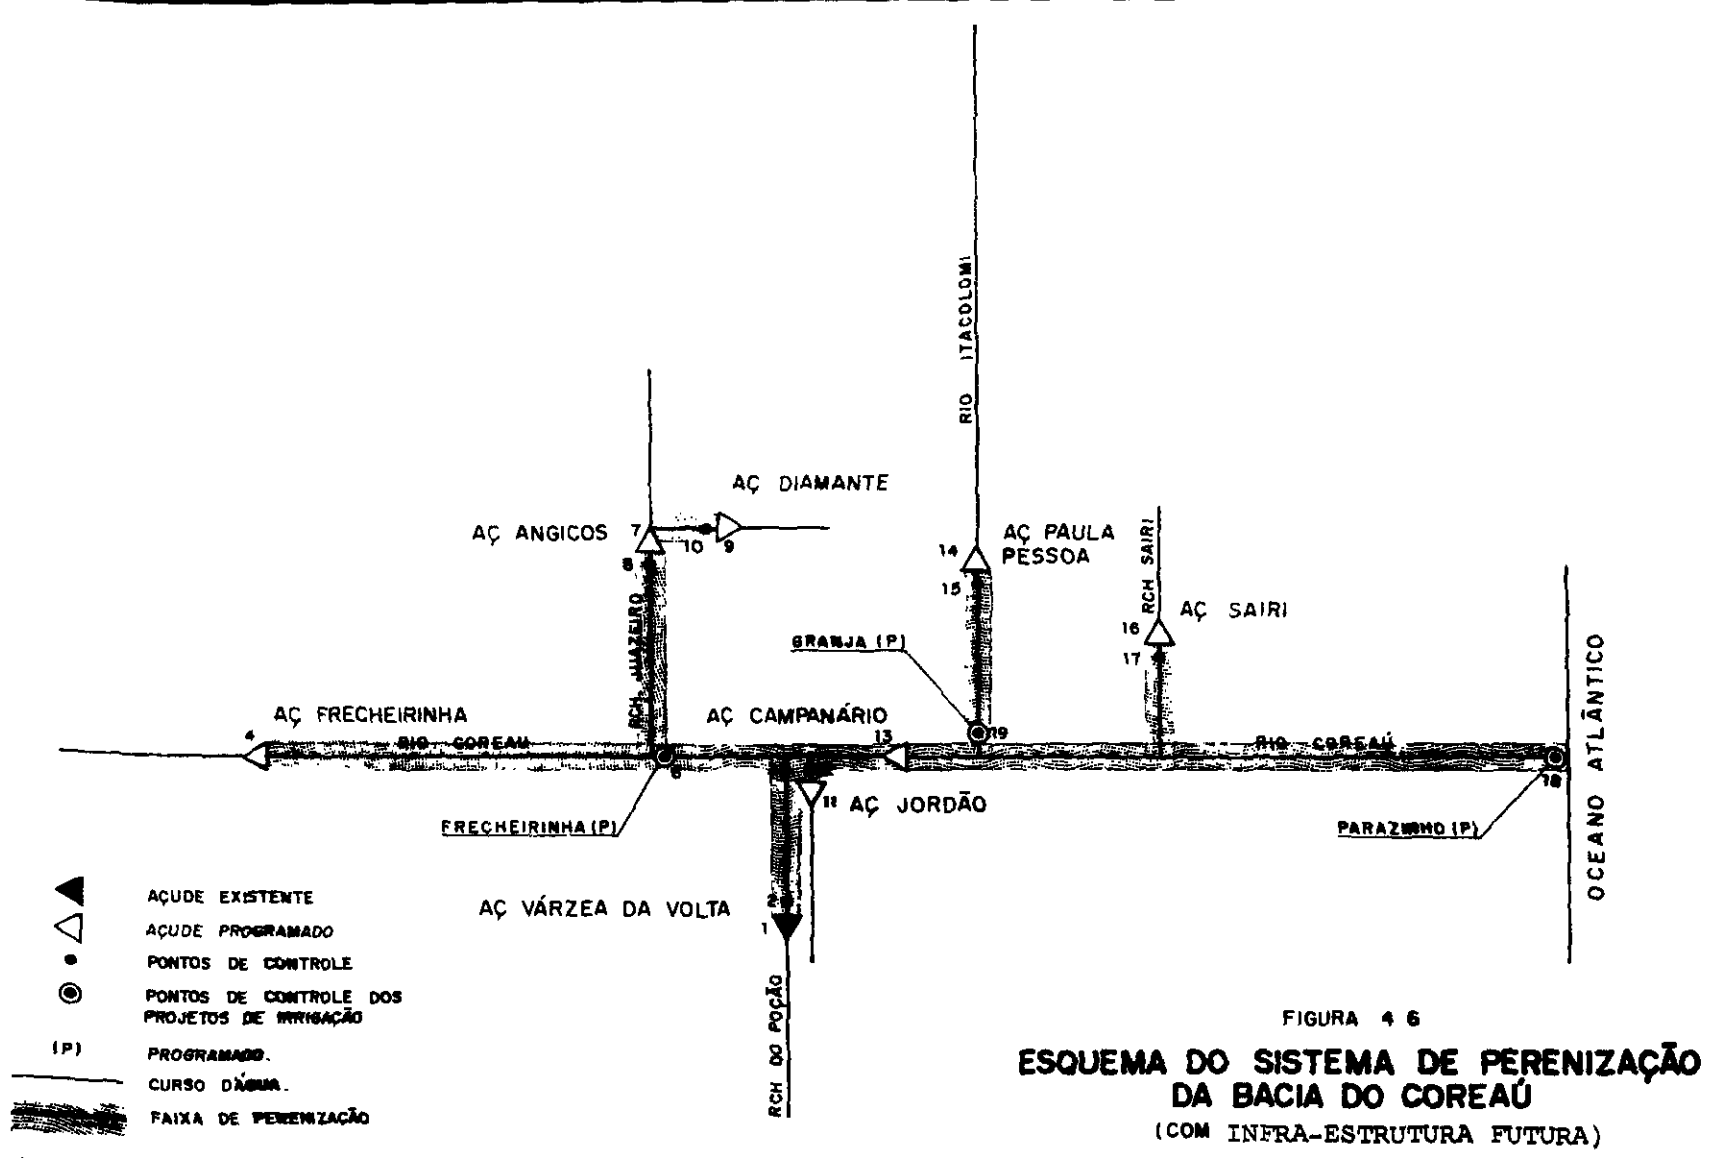 RIO ITACOLOMI
AÇ DIAMANTE
AÇ ANGICOS
7
10
9
8
RCH. JUAZEIRO
14
AÇ PAULA
PESSOA
15
RCH SAIRI
AÇ SAIRI
16
17
GRANJA (P)
19
AÇ FRECHEIRINHA
4
RIO COREAÚ
AÇ CAMPANÁRIO
13
RIO COREAÚ
18
OCEANO ATLÂNTICO
11 AÇ JORDÃO
FRECHEIRINHA (P)
PARAZINHO (P)
AÇ VÁRZEA DA VOLTA
2
1
RCH DO POÇÃO
AÇUDE EXISTENTE
AÇUDE PROGRAMADO
PONTOS DE CONTROLE
PONTOS DE CONTROLE DOS
PROJETOS DE IRRIGAÇÃO
(P) PROGRAMADO.
CURSO D'ÁGUA.
FAIXA DE PERENIZAÇÃO
FIGURA 4 6
ESQUEMA DO SISTEMA DE PERENIZAÇÃO
DA BACIA DO COREAÚ
(COM INFRA-ESTRUTURA FUTURA)